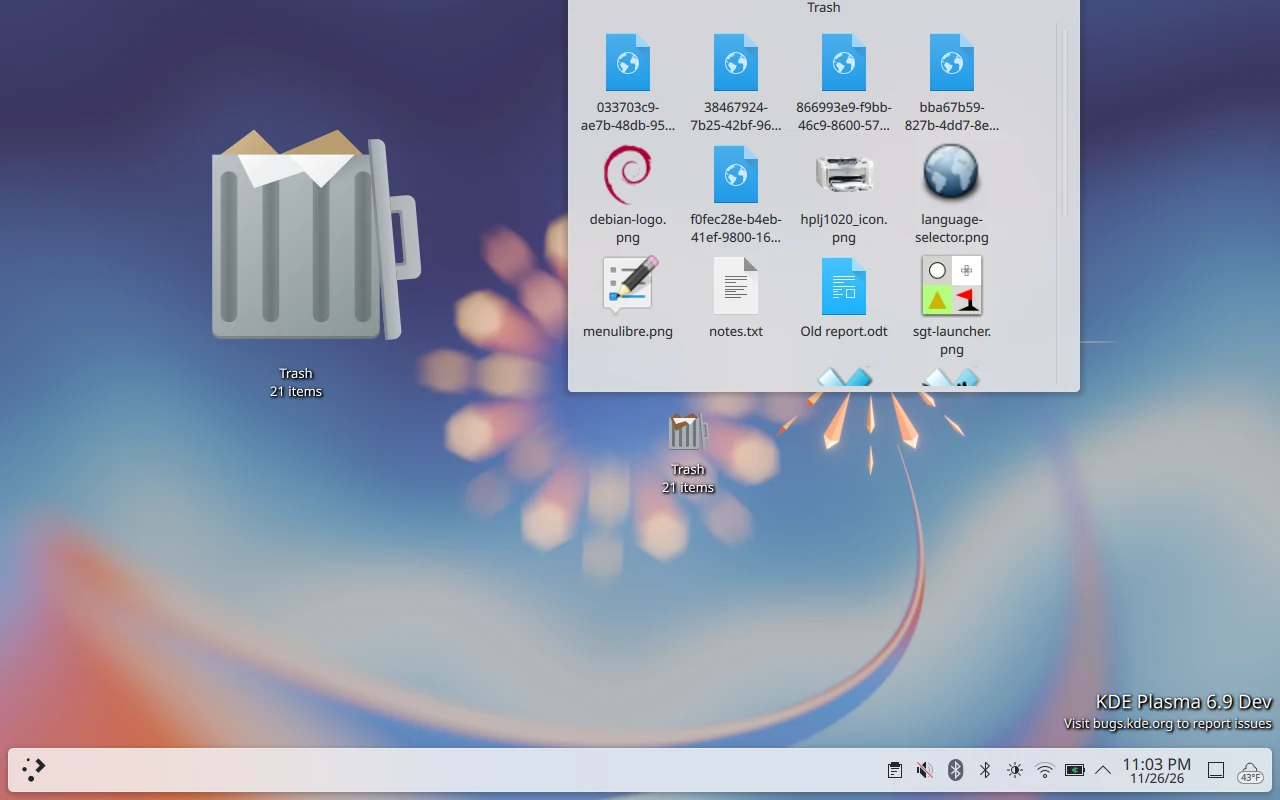 Trash
033703c9-
ae7b-48db-95...
38467924-
7b25-42bf-96...
866993e9-f9bb-
46c9-8600-57...
bba67b59-
827b-4dd7-8e...
debian-logo.
png
f0fec28e-b4eb-
41ef-9800-16...
hplj1020_icon.
png
language-
selector.png
menulibre.png
notes.txt
Old report.odt
sgt-launcher.
png
Trash
21 items
Trash
21 items
KDE Plasma 6.9 Dev
Visit bugs.kde.org to report issues
11:03 PM
11/26/26
43°F